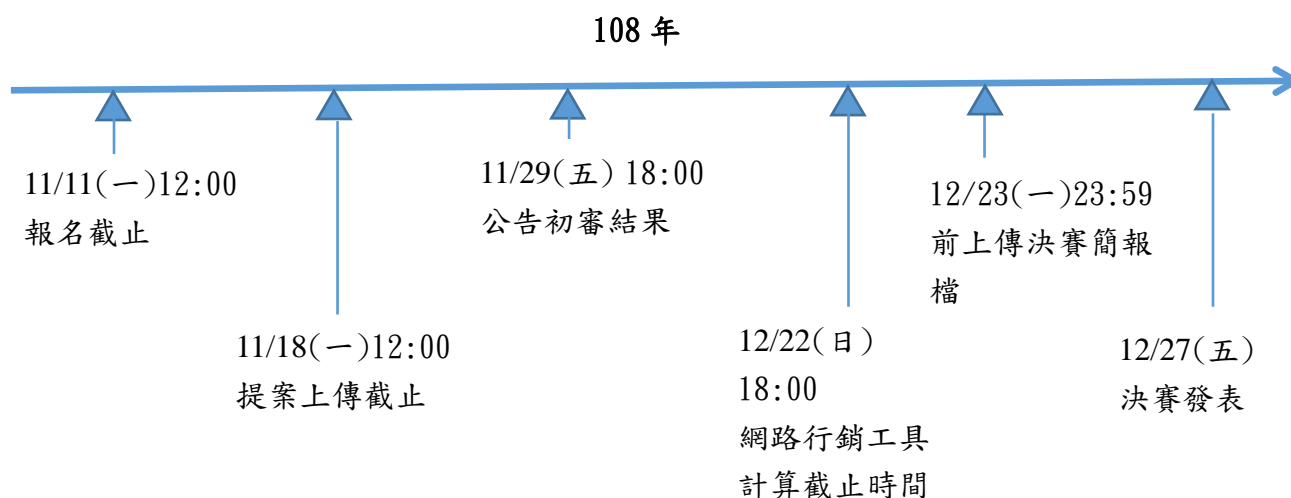 108 年
11/11(一)12:00
報名截止
11/18(一)12:00
提案上傳截止
11/29(五) 18:00
公告初審結果
12/22(日)
18:00
網路行銷工具
計算截止時間
12/23(一)23:59
前上傳決賽簡報
檔
12/27(五)
決賽發表